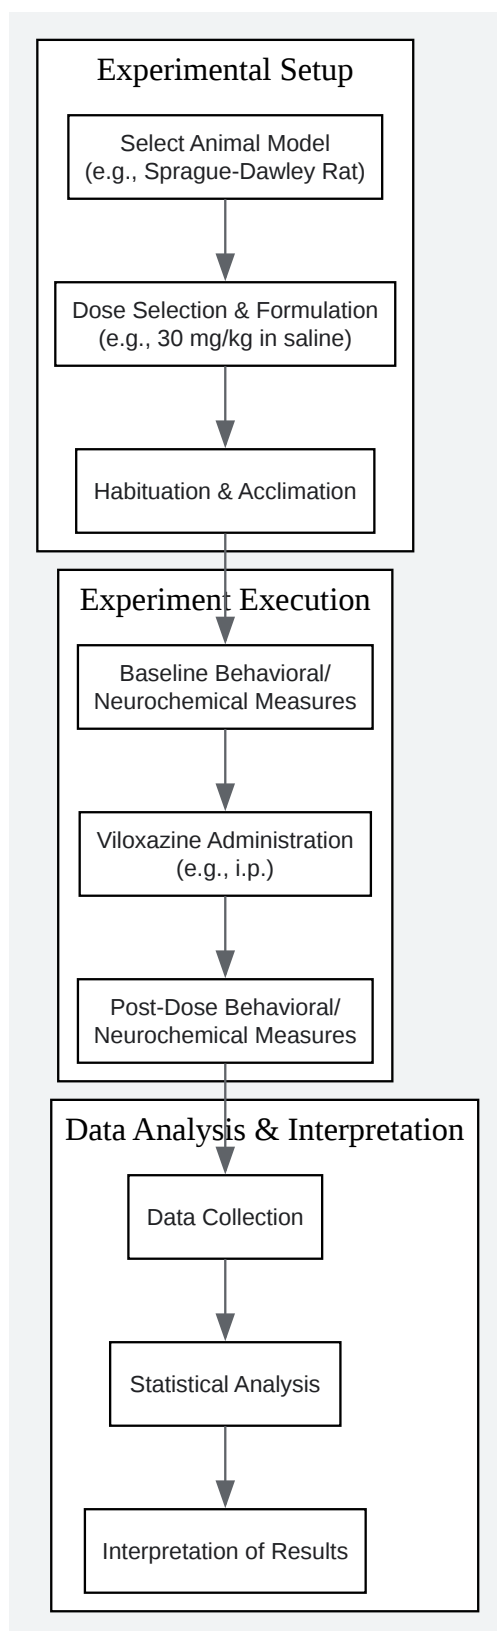 Experimental Setup
Select Animal Model
(e.g., Sprague-Dawley Rat)
Dose Selection & Formulation
(e.g., 30 mg/kg in saline)
Habituation & Acclimation
Experiment Execution
Baseline Behavioral/
Neurochemical Measures
Viloxazine Administration
(e.g., i.p.)
Post-Dose Behavioral/
Neurochemical Measures
Data Analysis & Interpretation
Data Collection
Statistical Analysis
Interpretation of Results